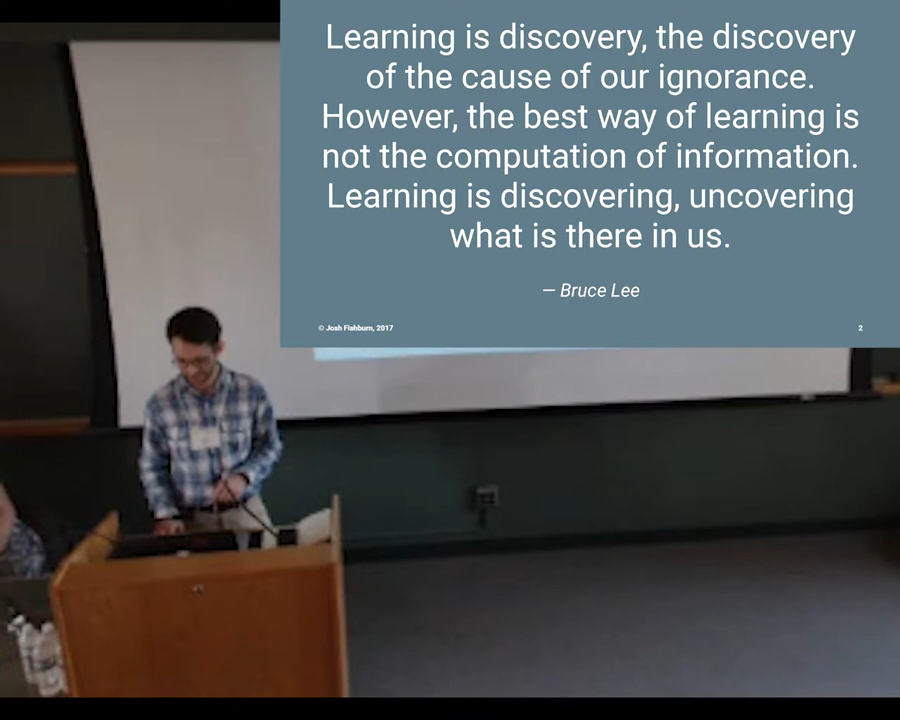 Learning is discovery, the discovery
of the cause of our ignorance.
However, the best way of learning is
not the computation of information.
Learning is discovering, uncovering
what is there in us.
— Bruce Lee
© Josh Fishburn, 2017
2